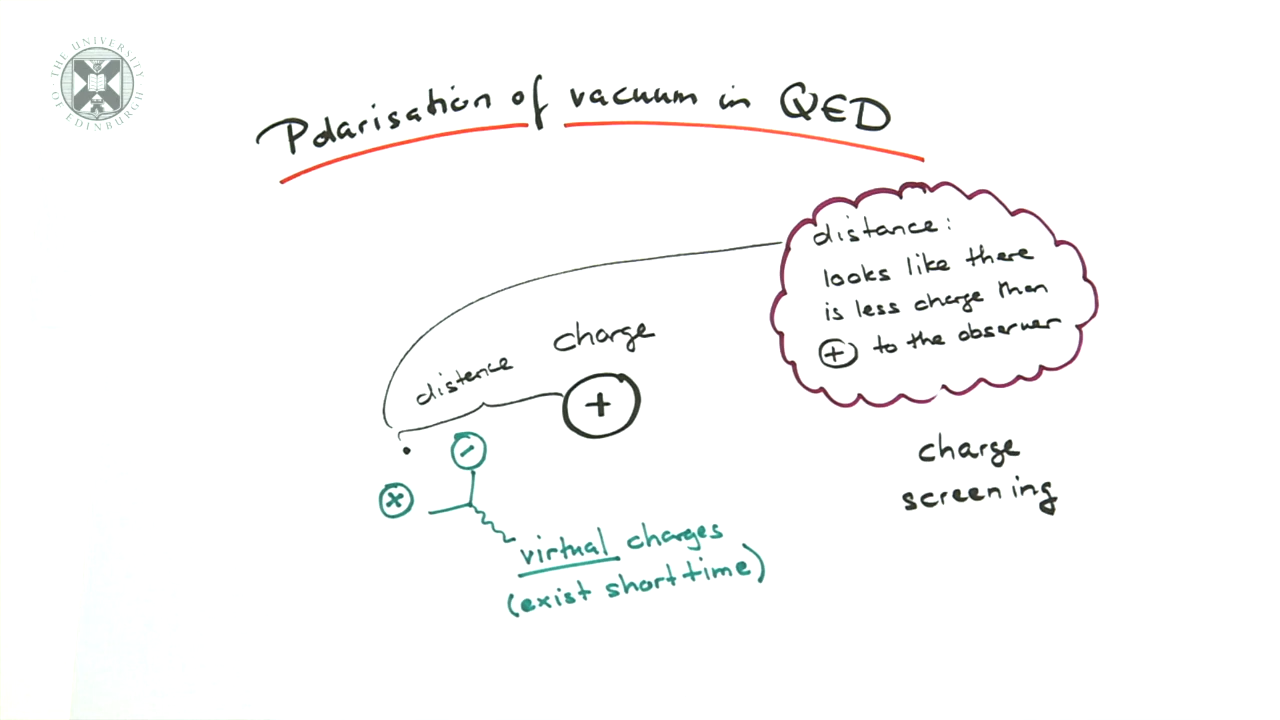 THE UNIVERSITY OF EDINBURGH
Polarisation of vacuum in QED
distance:
looks like there
is less charge than
+ to the observer
charge
distance
+
-
+
charge
screening
virtual charges
(exist short time)